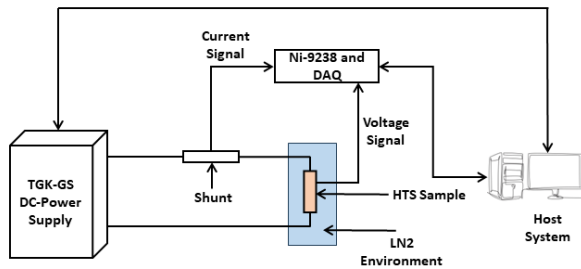 Current
Signal
Ni-9238 and
DAQ
Voltage
Signal
TGK-GS
DC-Power
Supply
Shunt
HTS Sample
Host
System
LN2
Environment